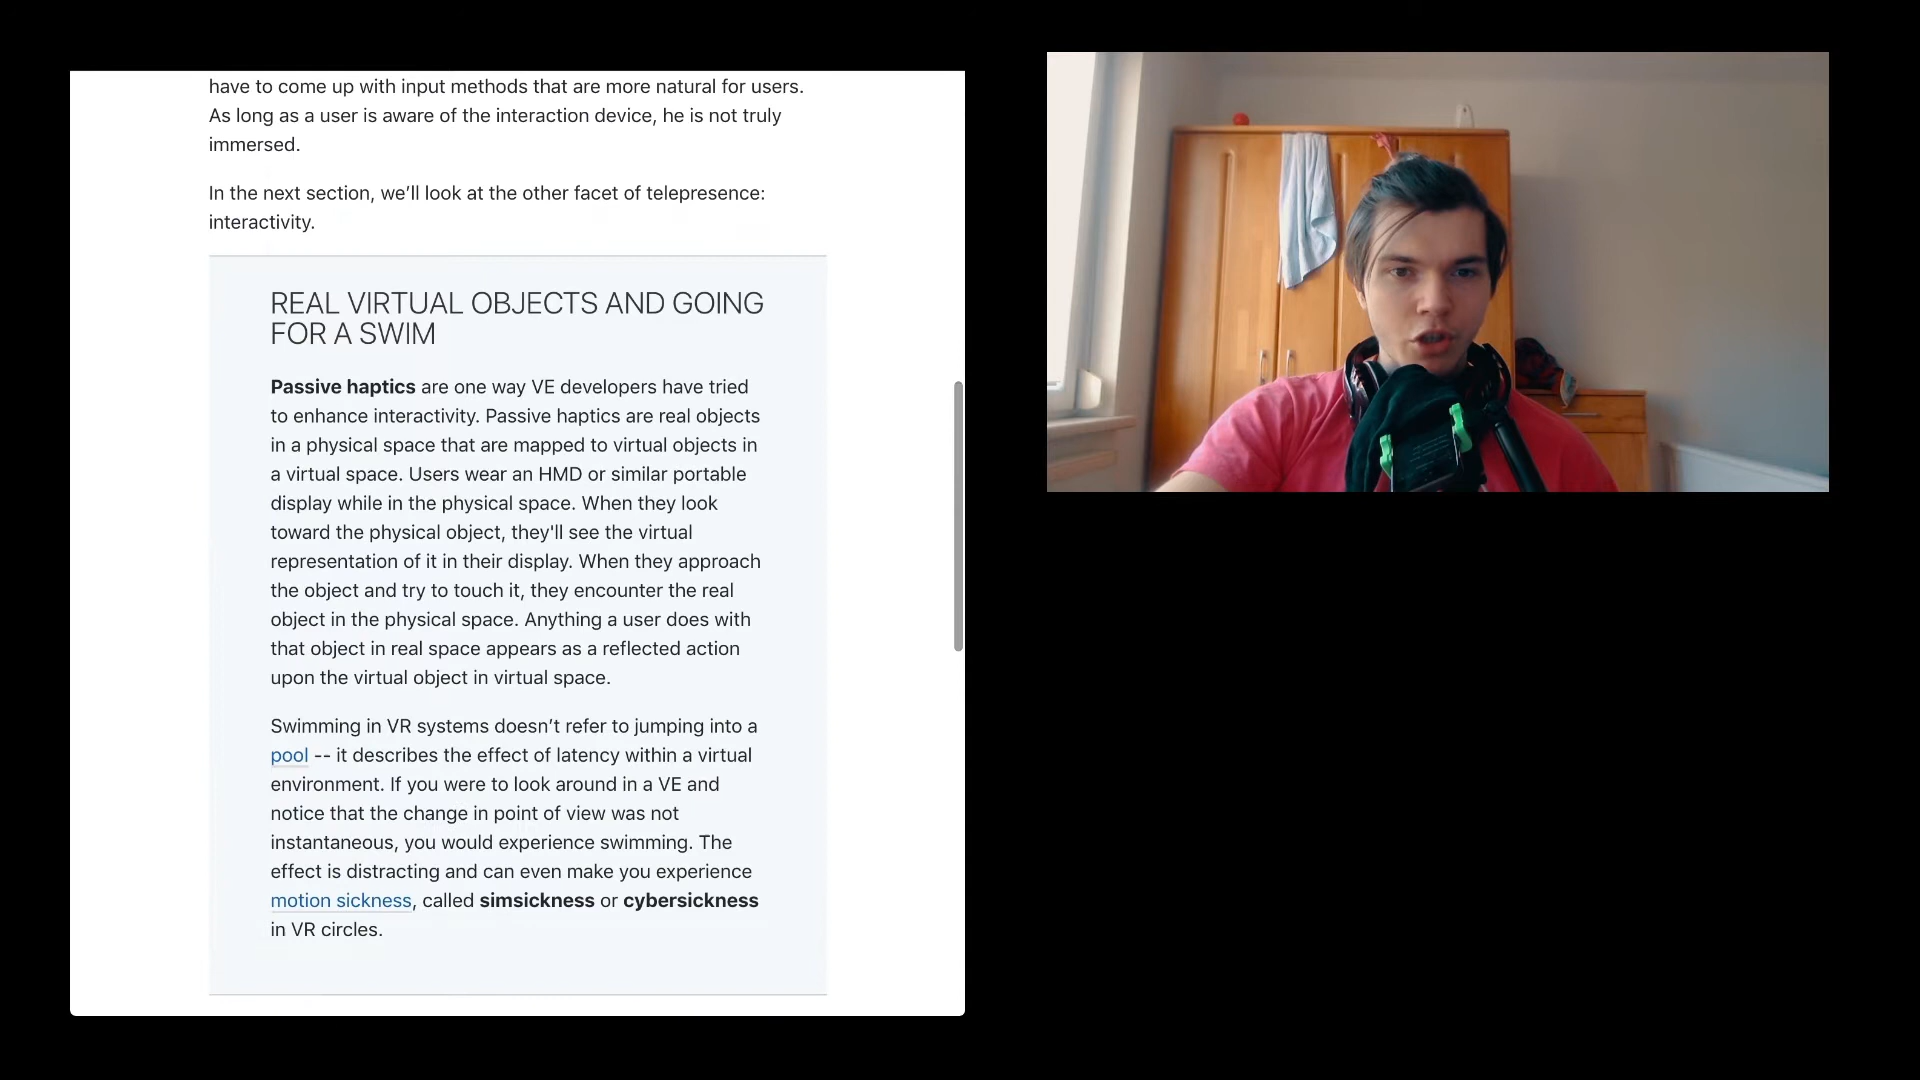 have to come up with input methods that are more natural for users.
As long as a user is aware of the interaction device, he is not truly
immersed.
In the next section, we’ll look at the other facet of telepresence:
interactivity.
REAL VIRTUAL OBJECTS AND GOING
FOR A SWIM
Passive haptics are one way VE developers have tried
to enhance interactivity. Passive haptics are real objects
in a physical space that are mapped to virtual objects in
a virtual space. Users wear an HMD or similar portable
display while in the physical space. When they look
toward the physical object, they'll see the virtual
representation of it in their display. When they approach
the object and try to touch it, they encounter the real
object in the physical space. Anything a user does with
that object in real space appears as a reflected action
upon the virtual object in virtual space.
Swimming in VR systems doesn’t refer to jumping into a
pool -- it describes the effect of latency within a virtual
environment. If you were to look around in a VE and
notice that the change in point of view was not
instantaneous, you would experience swimming. The
effect is distracting and can even make you experience
motion sickness, called simsickness or cybersickness
in VR circles.